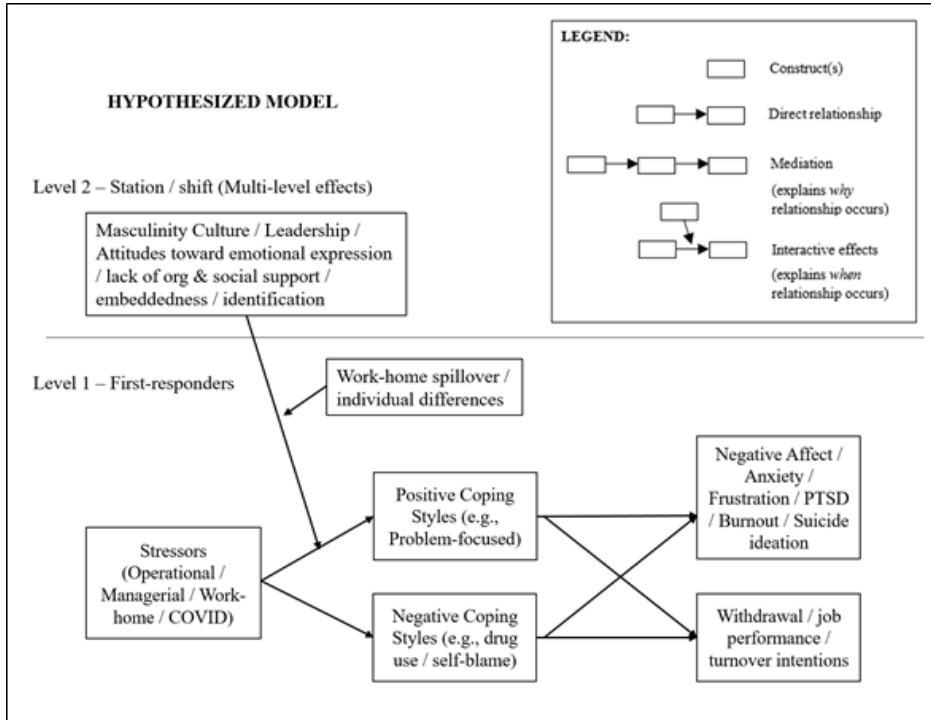 LEGEND:
Construct(s)
Direct relationship
Mediation
(explains why
relationship occurs)
Interactive effects
(explains when
relationship occurs)
HYPOTHESIZED MODEL
Level 2 – Station / shift (Multi-level effects)
Masculinity Culture / Leadership /
Attitudes toward emotional expression
/ lack of org & social support /
embeddedness / identification
Level 1 – First-responders
Work-home spillover /
individual differences
Stressors
(Operational /
Managerial / Work-
home / COVID)
Positive Coping
Styles (e.g.,
Problem-focused)
Negative Coping
Styles (e.g., drug
use / self-blame)
Negative Affect /
Anxiety /
Frustration / PTSD
/ Burnout / Suicide
ideation
Withdrawal / job
performance /
turnover intentions